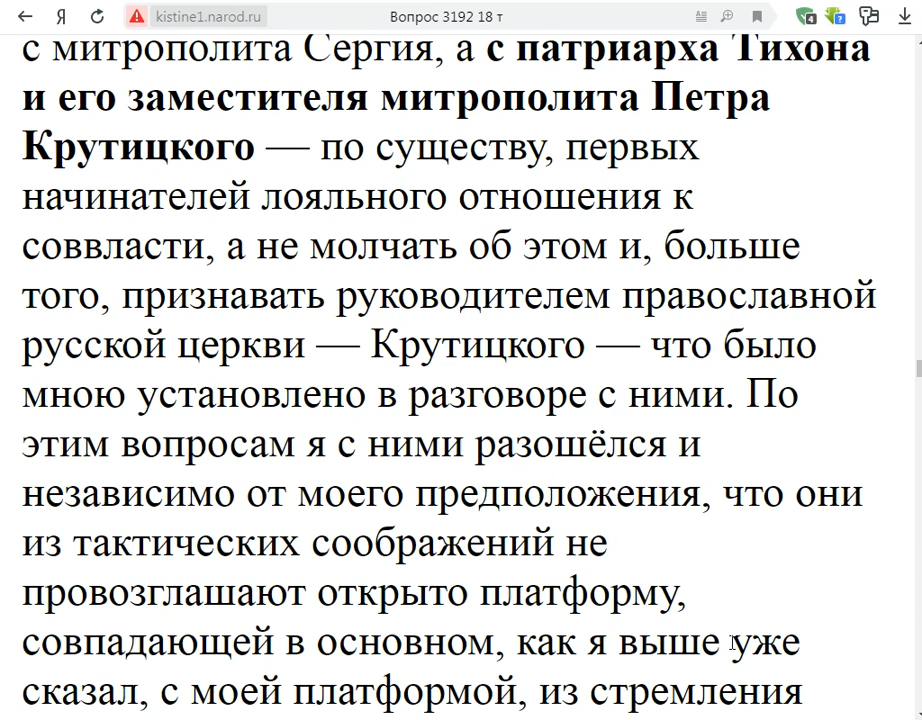 Я kistine1.narod.ru Вопрос 3192 18 т 4 ?
с митрополита Сергия, а с патриарха Тихона
и его заместителя митрополита Петра
Крутицкого — по существу, первых
начинателей лояльного отношения к
соввласти, а не молчать об этом и, больше
того, признавать руководителем православной
русской церкви — Крутицкого — что было
мною установлено в разговоре с ними. По
этим вопросам я с ними разошёлся и
независимо от моего предположения, что они
из тактических соображений не
провозглашают открыто платформу,
совпадающей в основном, как я выше уже
сказал, с моей платформой, из стремления